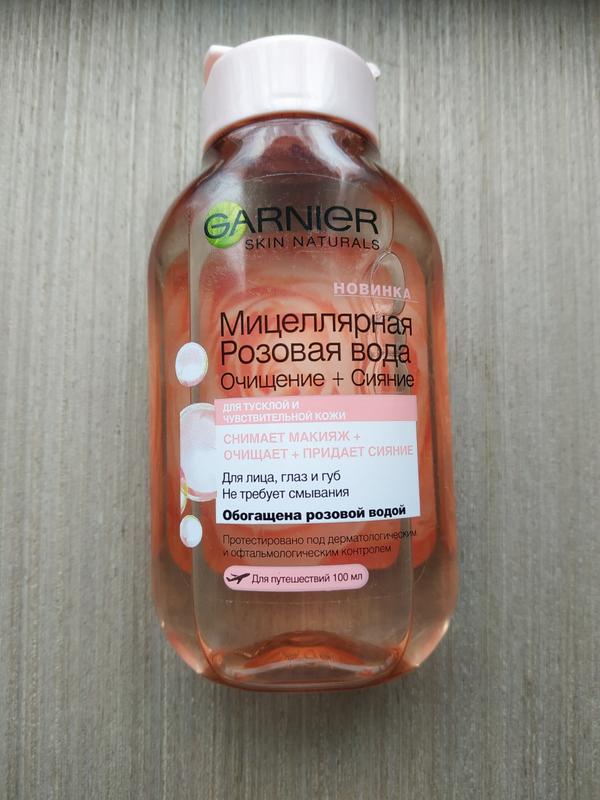 GARNIER
SKIN NATURALS
НОВИНКА
Мицеллярная
Розовая вода
Очищение + Сияние
ДЛЯ ТУСКЛОЙ И
ЧУВСТВИТЕЛЬНОЙ КОЖИ
СНИМАЕТ МАКИЯЖ +
ОЧИЩАЕТ + ПРИДАЕТ СИЯНИЕ
Для лица, глаз и губ
Не требует смывания
Обогащена розовой водой
Протестировано под дерматологическим
и офтальмологическим контролем
Для путешествий 100 мл